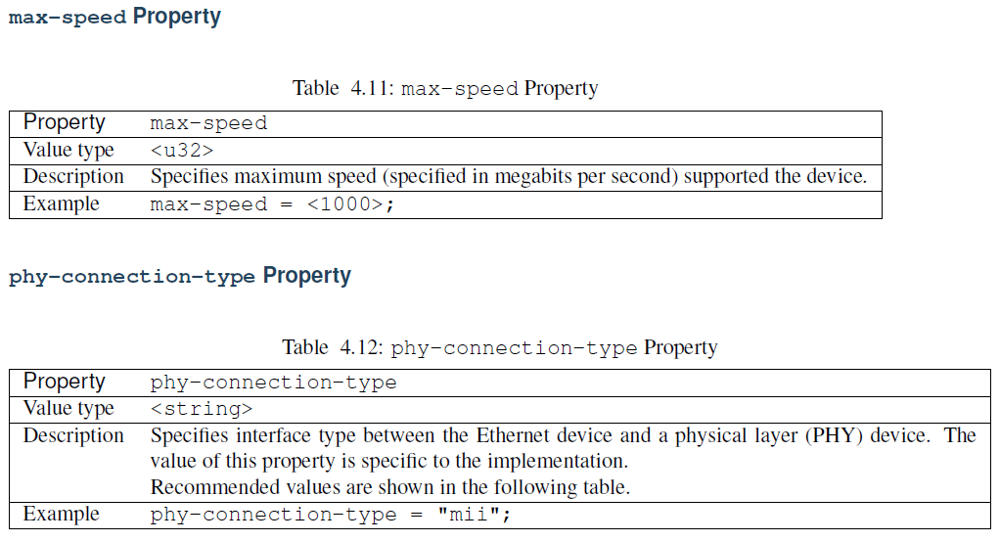 max-speed Property
Table 4.11: max-speed Property
Property max-speed
Value type <u32>
Description Specifies maximum speed (specified in megabits per second) supported the device.
Example max-speed = <1000>;
phy-connection-type Property
Table 4.12: phy-connection-type Property
Property phy-connection-type
Value type <string>
Description Specifies interface type between the Ethernet device and a physical layer (PHY) device. The
value of this property is specific to the implementation.
Recommended values are shown in the following table.
Example phy-connection-type = "mii";